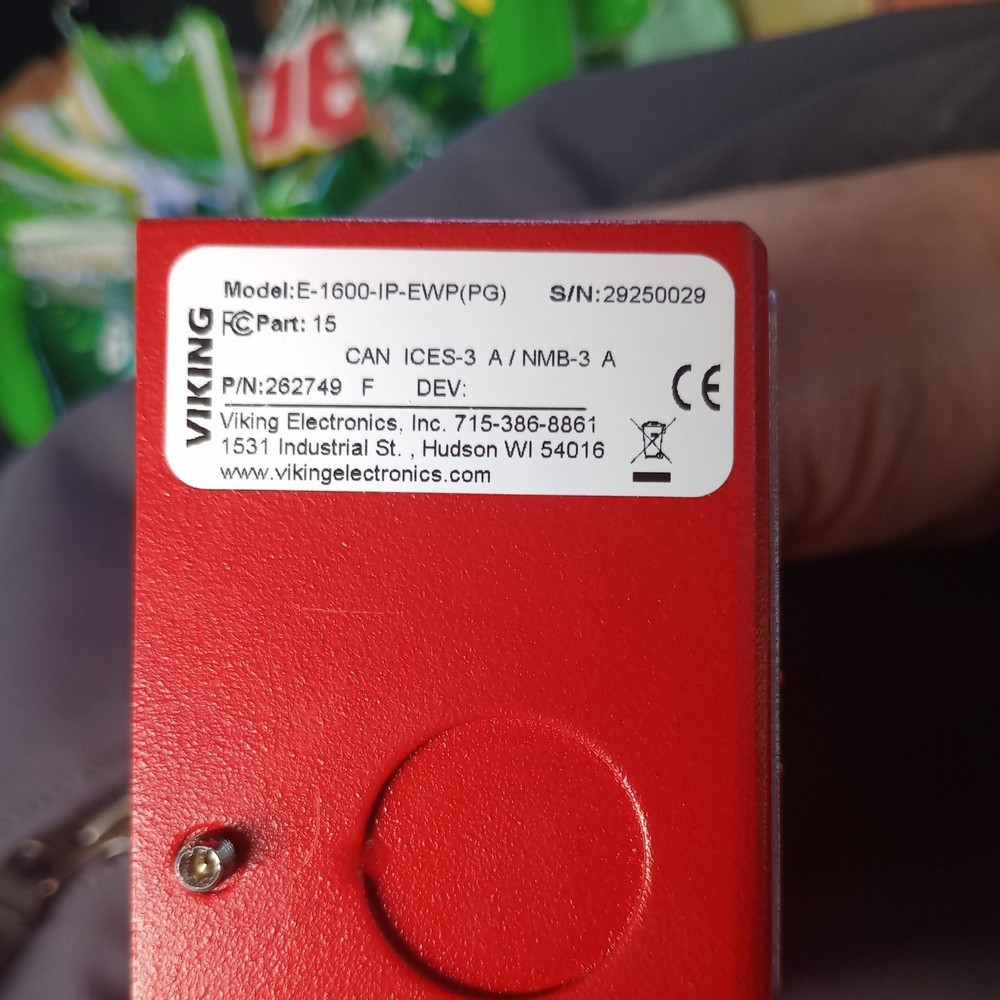 VIKING
Model:E-1600-IP-EWP(PG) S/N:29250029
FC Part: 15
CAN ICES-3 A / NMB-3 A
P/N:262749 F DEV:
CE
Viking Electronics, Inc. 715-386-8861
1531 Industrial St. , Hudson WI 54016
www.vikingelectronics.com